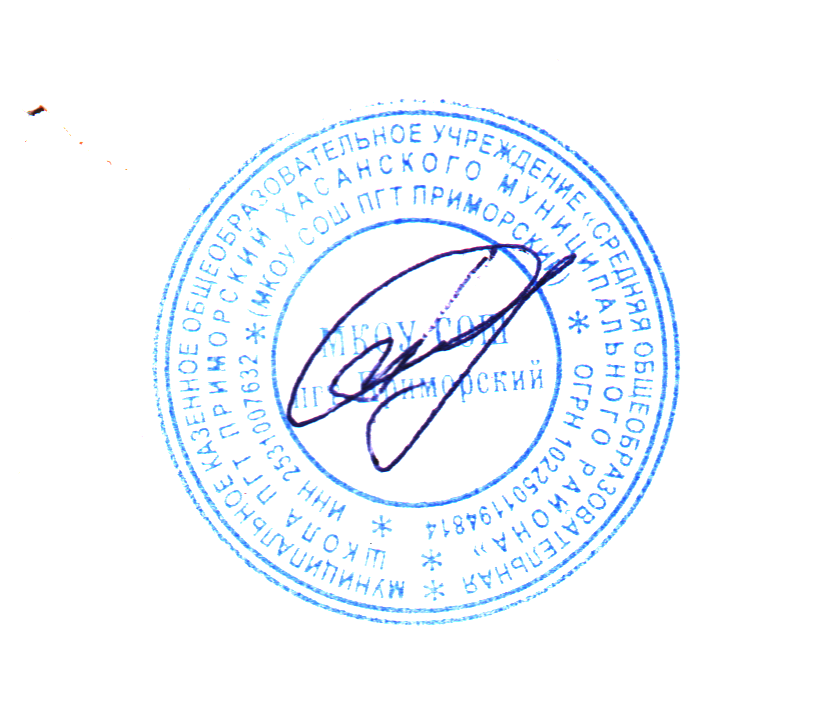 МУНИЦИПАЛЬНОЕ КАЗЕННОЕ ОБЩЕОБРАЗОВАТЕЛЬНОЕ УЧРЕЖДЕНИЕ «СРЕДНЯЯ ОБЩЕОБРАЗОВАТЕЛЬНАЯ
ШКОЛА ПГТ ПРИМОРСКИЙ ХАСАНСКОГО МУНИЦИПАЛЬНОГО РАЙОНА»
ИНН 2531007632 * (МКОУ СОШ ПГТ ПРИМОРСКИЙ) * ОГРН 1022501194814 *
МКОУ СОШ
пгт Приморский